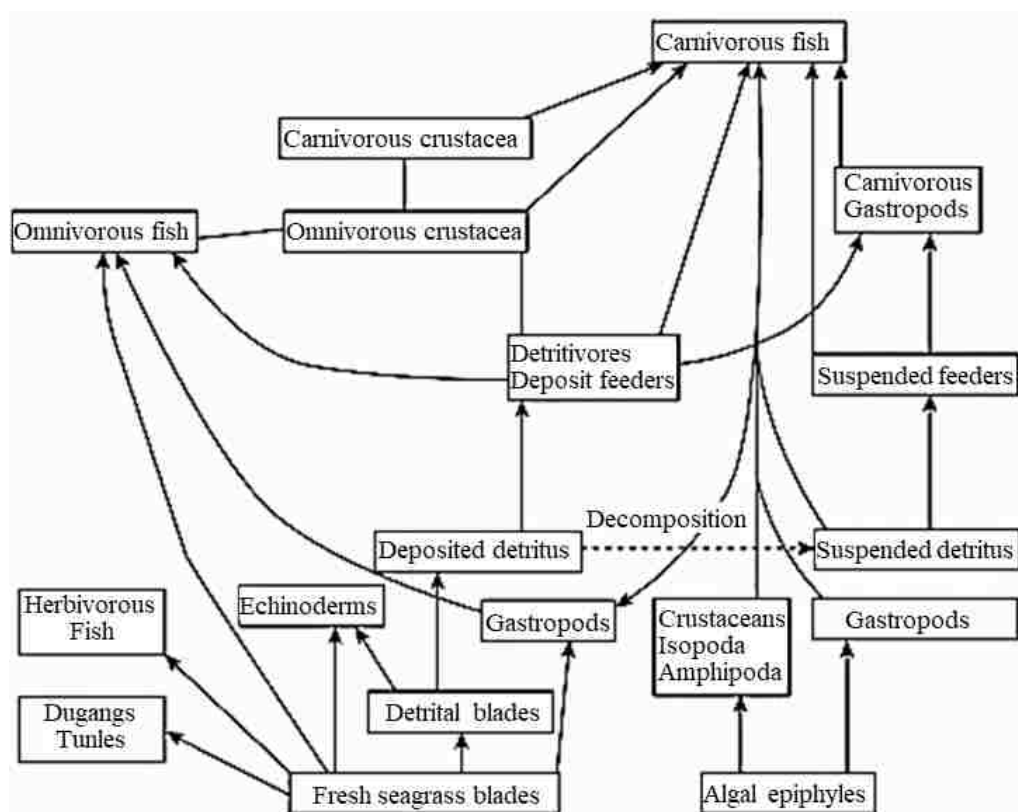 Carnivorous fish
Carnivorous crustacea
Carnivorous
Gastropods
Omnivorous fish
Omnivorous crustacea
Detritivores
Deposit feeders
Suspended feeders
Decomposition
Deposited detritus
Suspended detritus
Herbivorous
Fish
Echinoderms
Gastropods
Crustaceans
Isopoda
Amphipoda
Gastropods
Dugangs
Tunles
Detrital blades
Fresh seagrass blades
Algal epiphyles